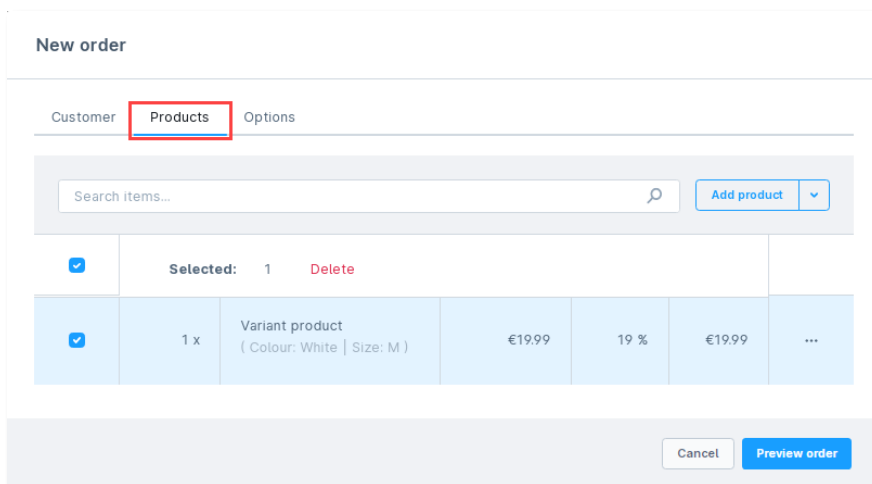 New order
Customer Products Options
Search items... Add product
Selected: 1 Delete
1 x Variant product €19.99 19 % €19.99 ...
( Colour: White | Size: M )
Cancel Preview order